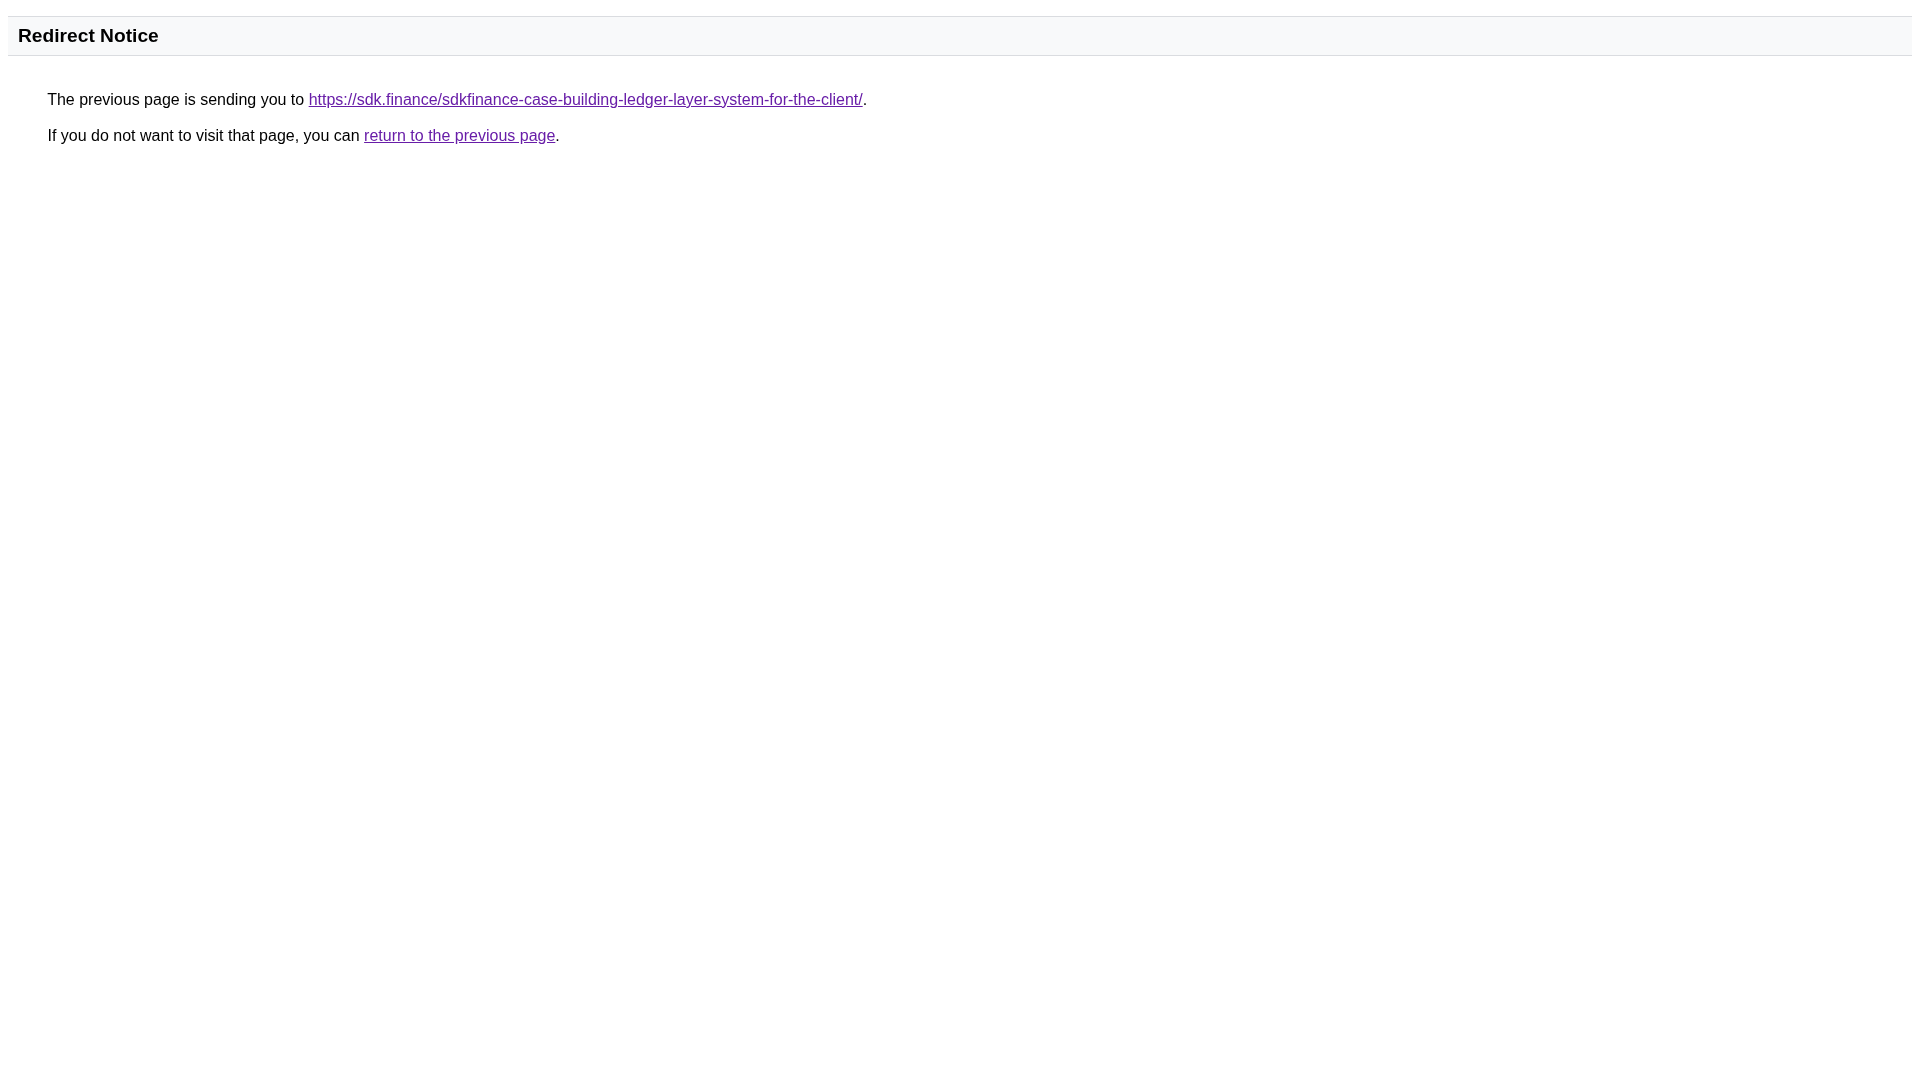 Redirect Notice
The previous page is sending you to https://sdk.finance/sdkfinance-case-building-ledger-layer-system-for-the-client/.
If you do not want to visit that page, you can return to the previous page.